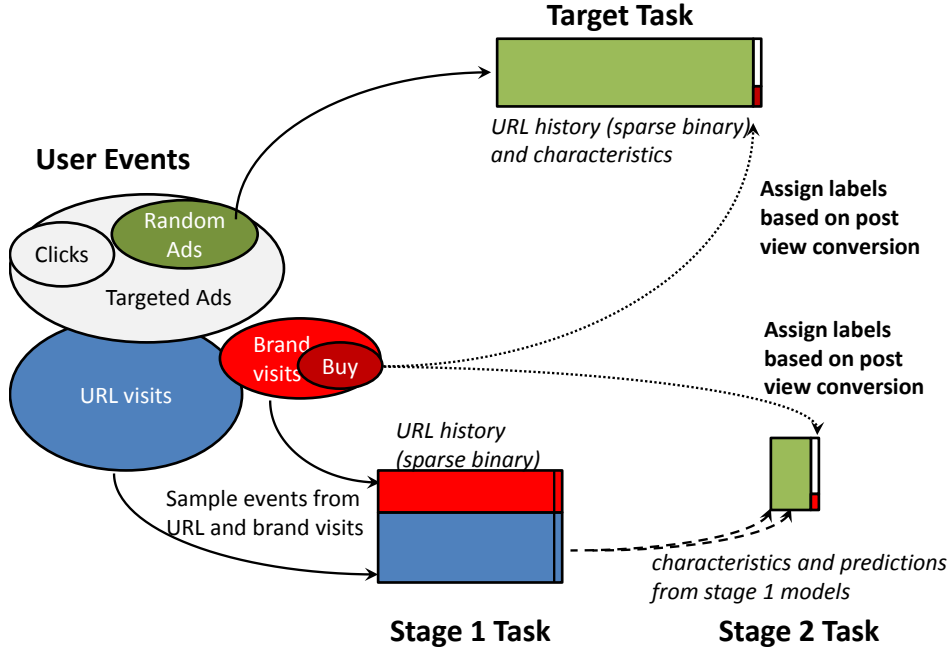 Target Task
URL history (sparse binary)
and characteristics
User Events
Random
Ads
Clicks
Targeted Ads
Assign labels
based on post
view conversion
Brand
visits
Buy
URL visits
Assign labels
based on post
view conversion
URL history
(sparse binary)
Sample events from
URL and brand visits
characteristics and predictions
from stage 1 models
Stage 1 Task
Stage 2 Task